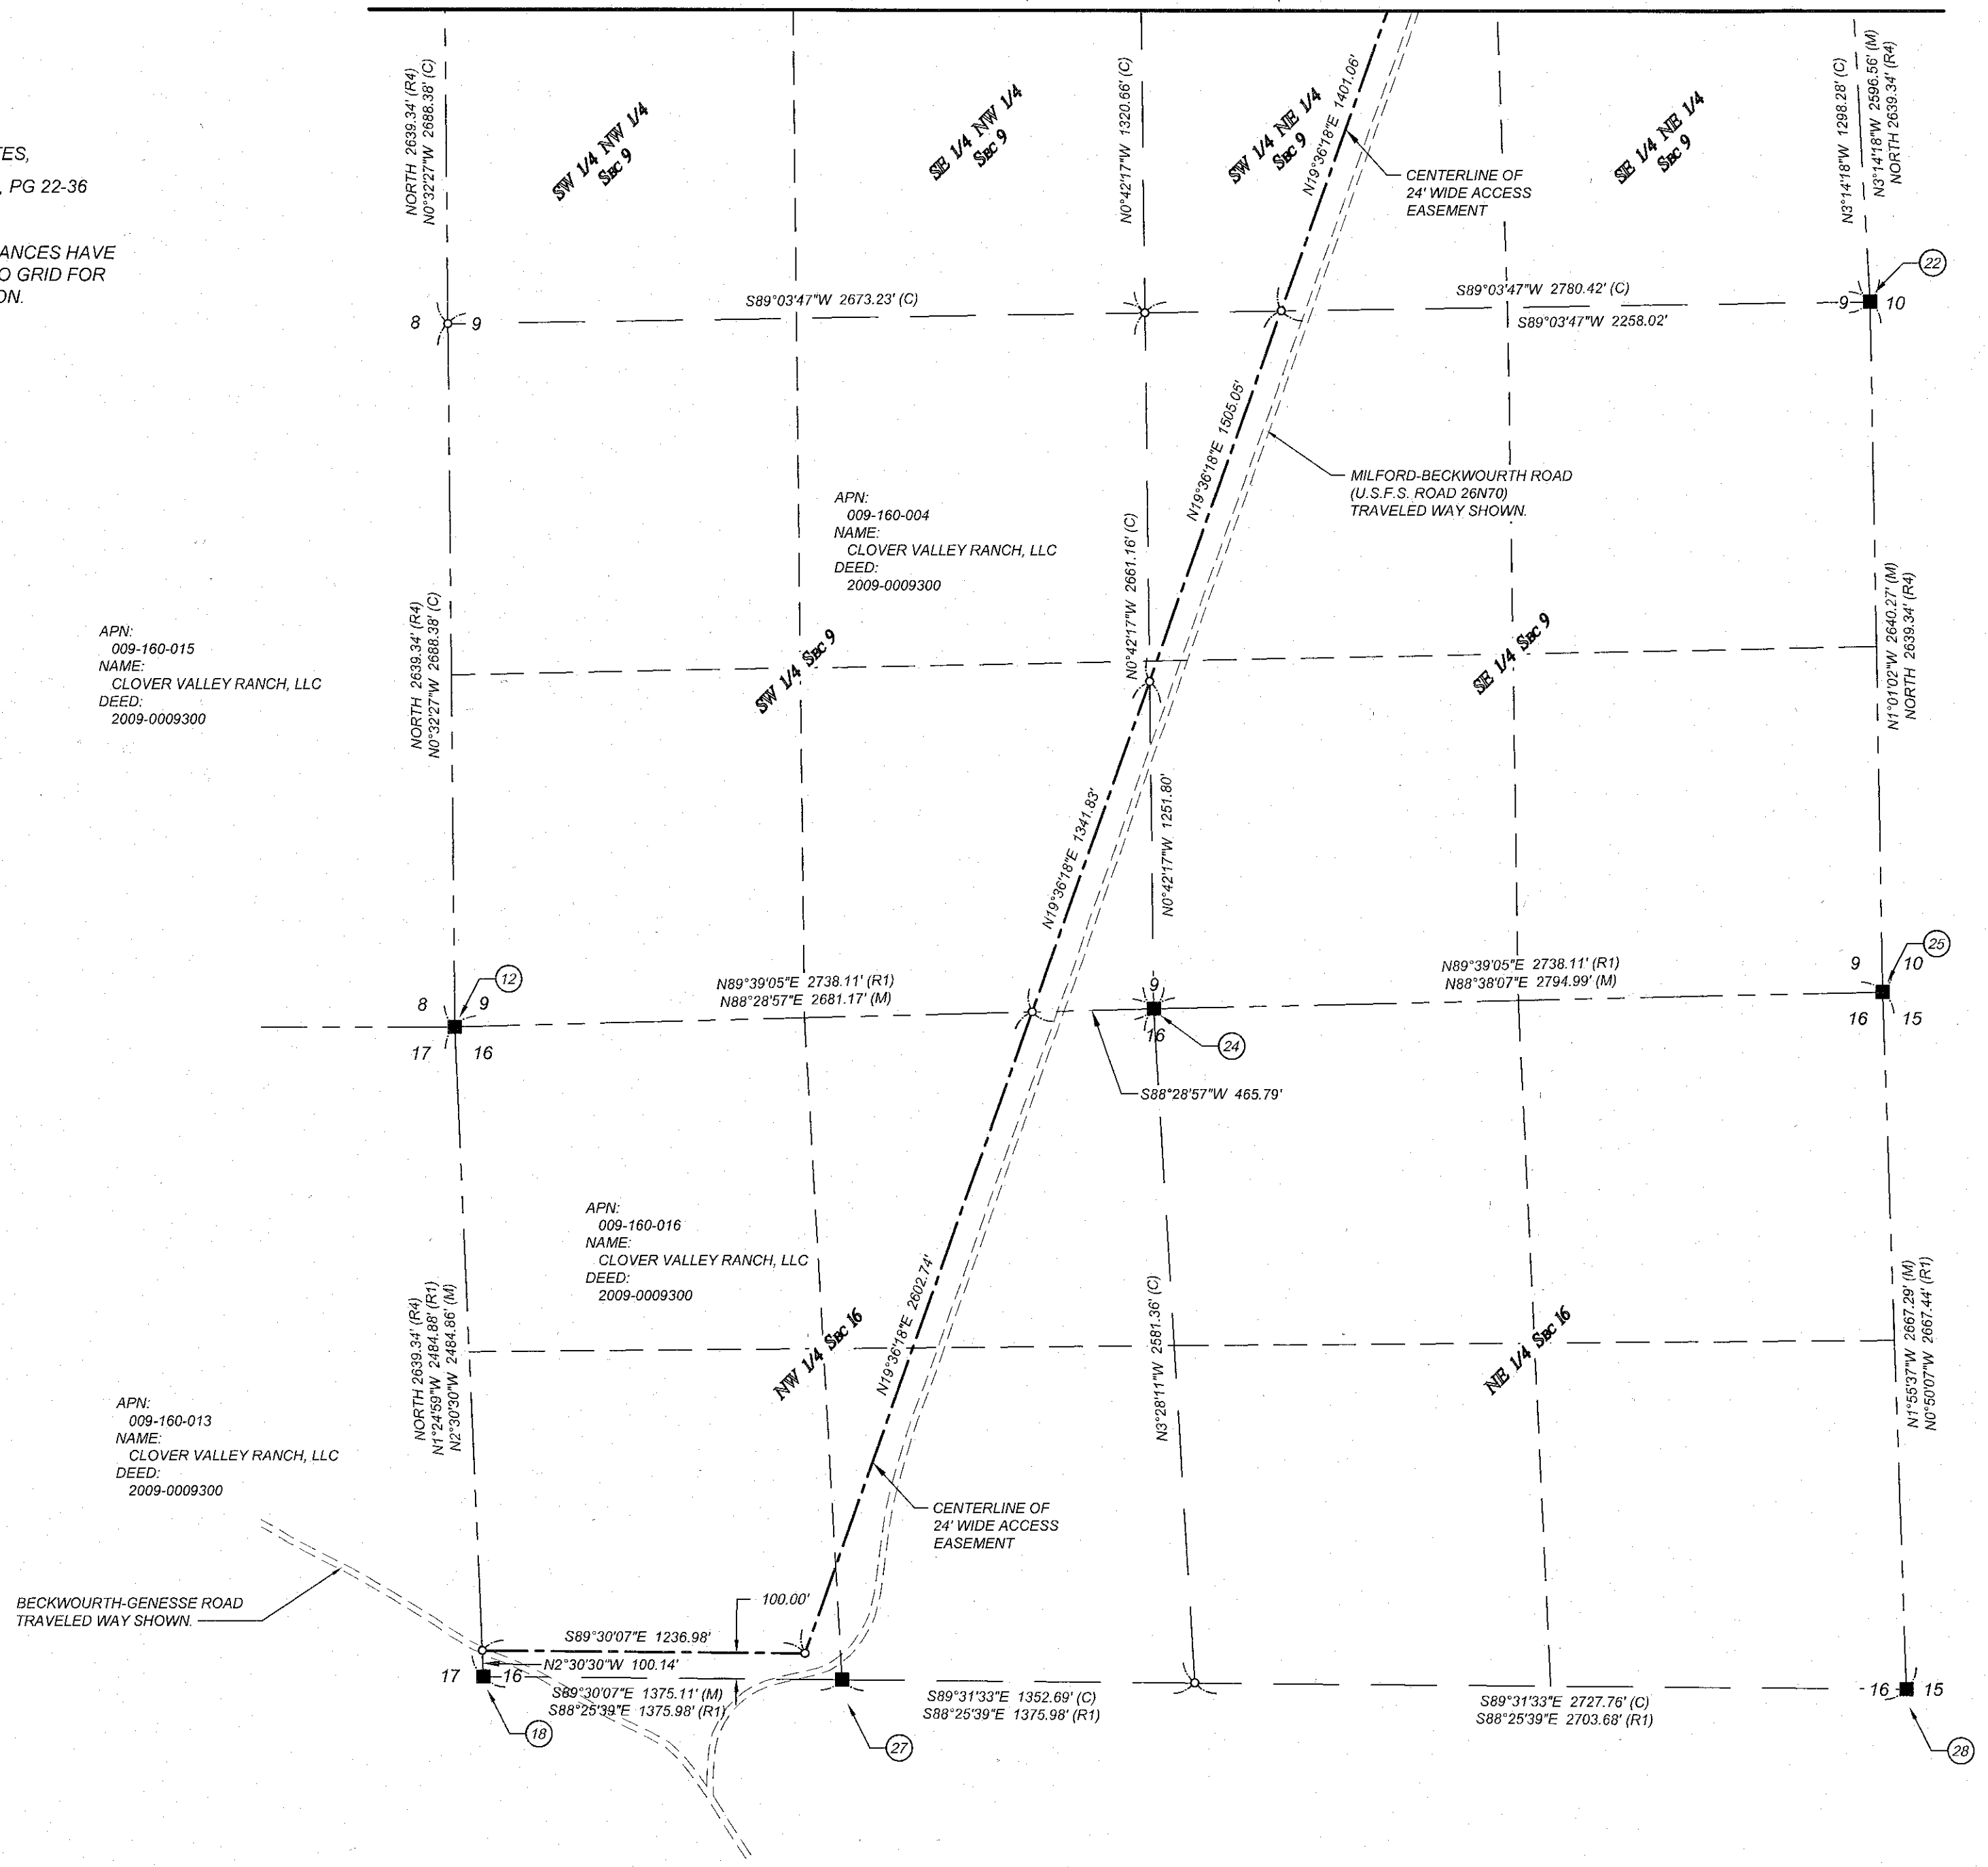 TES,
, PG 22-36
ANCES HAVE
O GRID FOR
ON.
NORTH 2639.34' (R4)
N0°32'27"W 2688.38' (C)
SW 1/4 NW 1/4
SEC 9
SE 1/4 NW 1/4
SEC 9
N0°42'17"W 1320.66' (C)
SW 1/4 NE 1/4
SEC 9
N19°36'18"E 1401.06'
CENTERLINE OF
24' WIDE ACCESS
EASEMENT
SE 1/4 NE 1/4
SEC 9
N3°14'18"W 1298.28' (C)
N3°14'18"W 2596.56' (M)
NORTH 2639.34' (R4)
22
8 9
S89°03'47"W 2673.23' (C)
S89°03'47"W 2780.42' (C)
S89°03'47"W 2258.02'
9 10
N19°36'18"E 1505.05'
MILFORD-BECKWOURTH ROAD
(U.S.F.S. ROAD 26N70)
TRAVELED WAY SHOWN.
APN:
009-160-004
NAME:
CLOVER VALLEY RANCH, LLC
DEED:
2009-0009300
N0°42'17"W 2661.16' (C)
APN:
009-160-015
NAME:
CLOVER VALLEY RANCH, LLC
DEED:
2009-0009300
NORTH 2639.34' (R4)
N0°32'27"W 2688.38' (C)
SW 1/4 SEC 9
SE 1/4 SEC 9
N1°01'02"W 2640.27' (M)
NORTH 2639.34' (R4)
N19°36'18"E 1341.83'
N0°42'17"W 1251.80'
12
8 9
17 16
N89°39'05"E 2738.11' (R1)
N88°28'57"E 2681.17' (M)
9
16
24
S88°28'57"W 465.79'
N89°39'05"E 2738.11' (R1)
N88°38'07"E 2794.99' (M)
25
9 10
16 15
APN:
009-160-016
NAME:
CLOVER VALLEY RANCH, LLC
DEED:
2009-0009300
N19°36'18"E 2602.74'
NW 1/4 SEC 16
N3°28'11"W 2581.36' (C)
NE 1/4 SEC 16
N1°55'37"W 2667.29' (M)
N0°50'07"W 2667.44' (R1)
NORTH 2639.34' (R4)
N1°24'59"W 2484.88' (R1)
N2°30'30"W 2484.86' (M)
APN:
009-160-013
NAME:
CLOVER VALLEY RANCH, LLC
DEED:
2009-0009300
CENTERLINE OF
24' WIDE ACCESS
EASEMENT
BECKWOURTH-GENESSE ROAD
TRAVELED WAY SHOWN.
100.00'
S89°30'07"E 1236.98'
N2°30'30"W 100.14'
17 16
S89°30'07"E 1375.11' (M)
S88°25'39"E 1375.98' (R1)
18
27
S89°31'33"E 1352.69' (C)
S88°25'39"E 1375.98' (R1)
S89°31'33"E 2727.76' (C)
S88°25'39"E 2703.68' (R1)
16 15
28